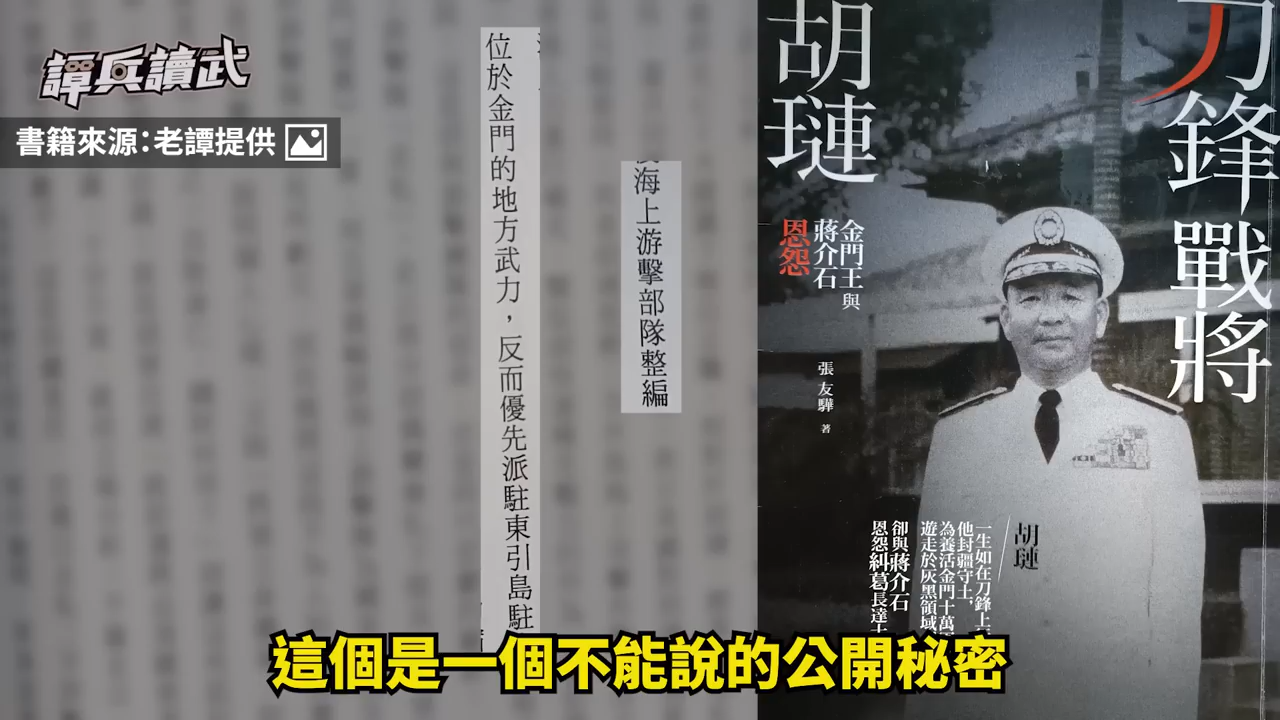 譚兵讀武
書籍來源：老譚提供
位於金門的地方武力，反而優先派駐東引島駐
海上游擊部隊整編
刀鋒戰將
胡璉
金門王與
蔣介石
恩怨
張友驊 著
胡璉
一生如在刀鋒上
他封疆守土，
為養活金門十萬
遊走於灰黑領域
卻與蔣介石
恩怨糾葛長達
這個是一個不能說的公開秘密